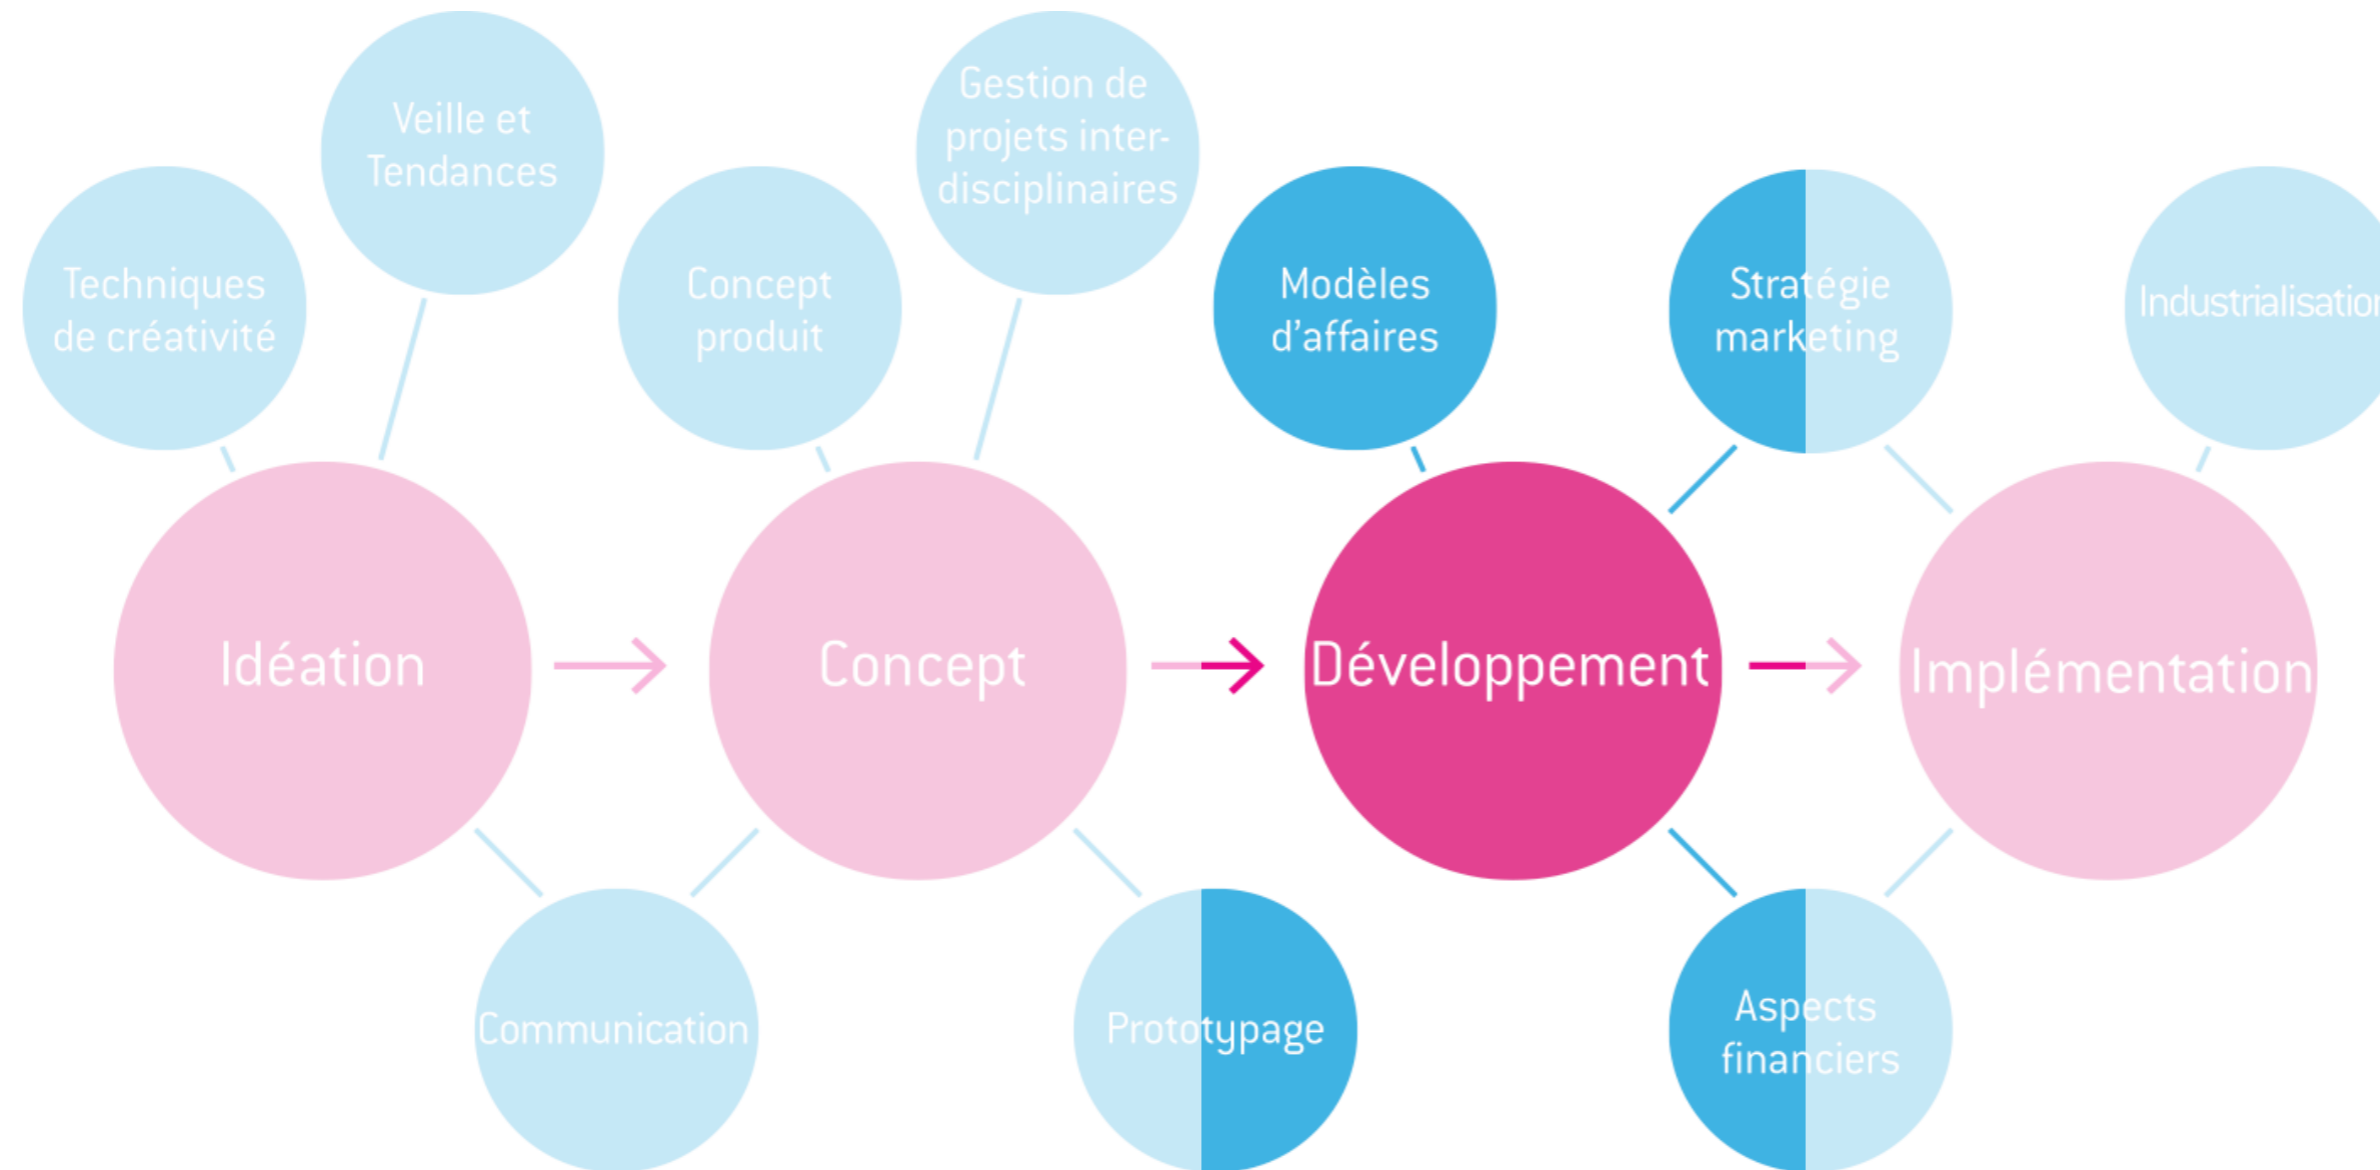 Techniques
de créativité
Veille et
Tendances
Concept
produit
Gestion de
projets inter-
disciplinaires
Modèles
d'affaires
Stratégie
marketing
Industrialisation
Idéation
Concept
Développement
Implémentation
Communication
Prototypage
Aspects
financiers